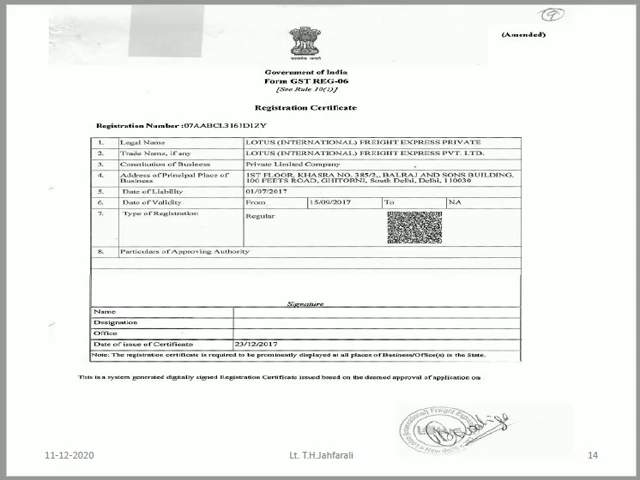 (Amended)
Government of India
Form GST REG-06
[See Rule 10(1)]
Registration Certificate
Registration Number :07AABCL3161D1ZY
1. Legal Name LOTUS (INTERNATIONAL) FREIGHT EXPRESS PRIVATE
2. Trade Name, if any LOTUS (INTERNATIONAL) FREIGHT EXPRESS PVT. LTD.
3. Constitution of Business Private Limited Company
4. Address of Principal Place of Business 1ST FLOOR, KHASRA NO. 385/2,, BALRAJ AND SONS BUILDING,
100 FEETS ROAD, GHITORNI, South Delhi, Delhi, 110030
5. Date of Liability 01/07/2017
6. Date of Validity From 15/09/2017 To NA
7. Type of Registration Regular
8. Particulars of Approving Authority
Signature
Name
Designation
Office
Date of issue of Certificate 23/12/2017
Note: The registration certificate is required to be prominently displayed at all places of Business/Office(s) in the State.
This is a system generated digitally signed Registration Certificate issued based on the deemed approval of application on
11-12-2020 Lt. T.H.Jahfarali 14